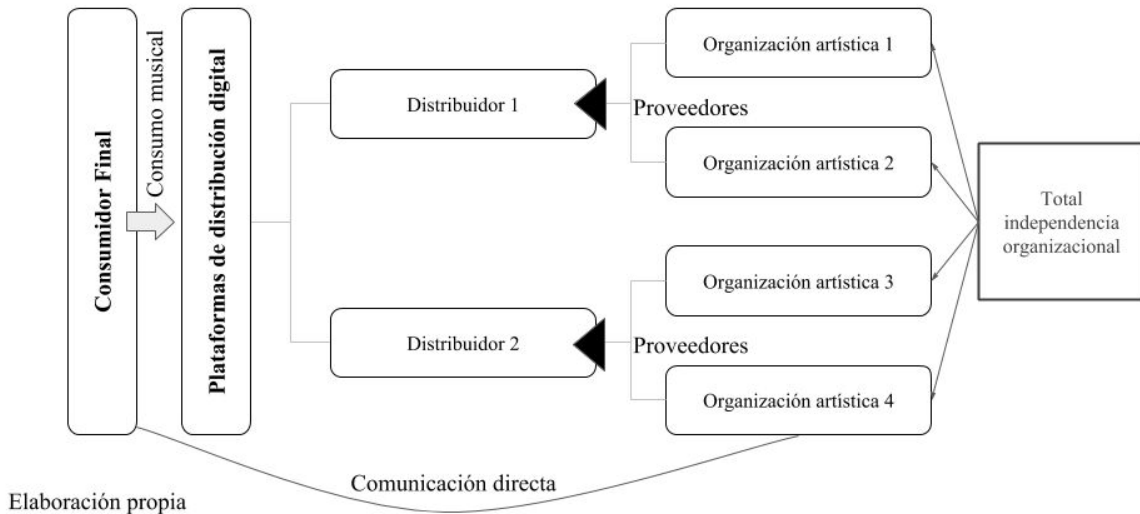 Consumidor Final
Consumo musical
Plataformas de distribución digital
Distribuidor 1
Proveedores
Organización artística 1
Organización artística 2
Distribuidor 2
Proveedores
Organización artística 3
Organización artística 4
Total
independencia
organizacional
Comunicación directa
Elaboración propia